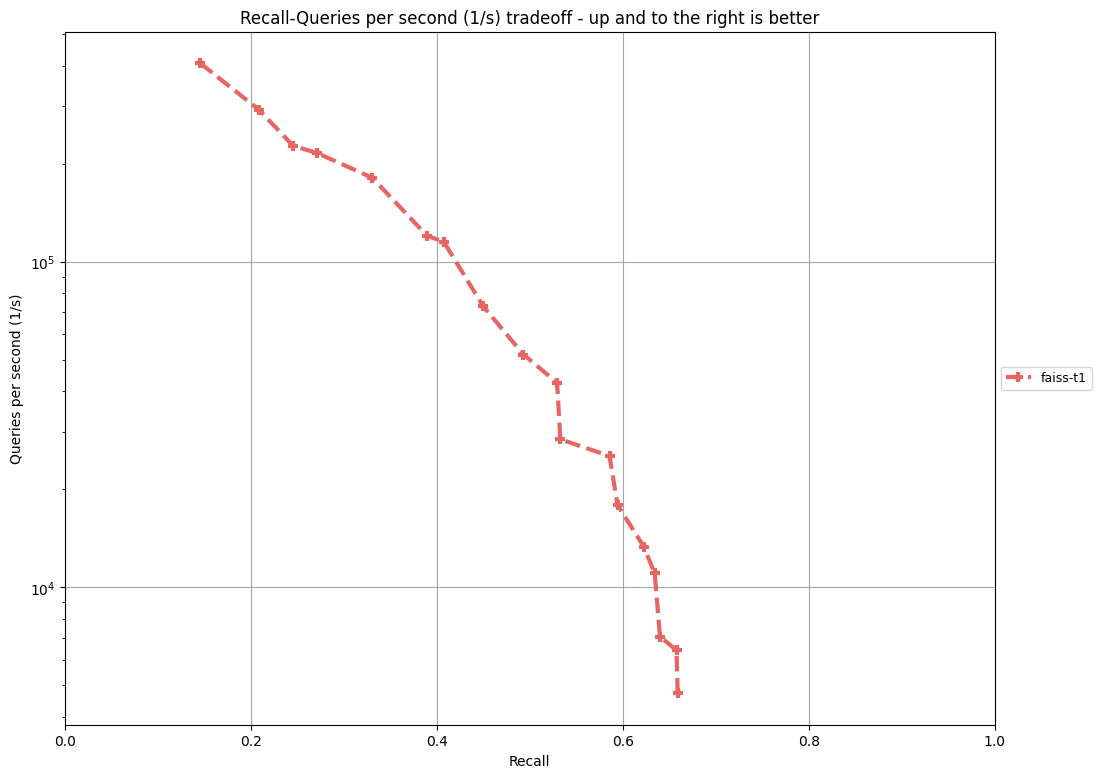 Recall-Queries per second (1/s) tradeoff - up and to the right is better
Queries per second (1/s)
10^5
10^4
0.0 0.2 0.4 0.6 0.8 1.0
Recall
faiss-t1